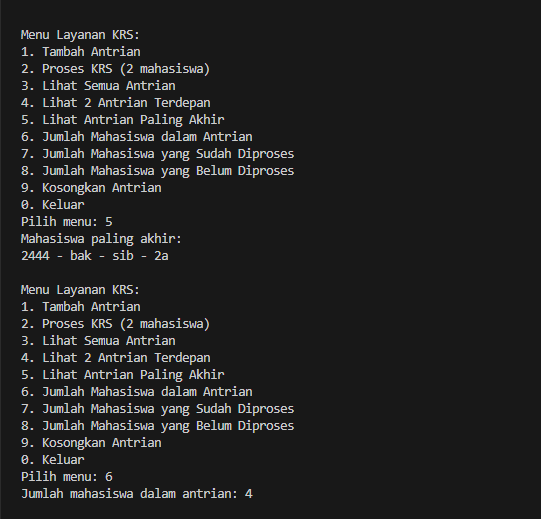 Menu Layanan KRS:
1. Tambah Antrian
2. Proses KRS (2 mahasiswa)
3. Lihat Semua Antrian
4. Lihat 2 Antrian Terdepan
5. Lihat Antrian Paling Akhir
6. Jumlah Mahasiswa dalam Antrian
7. Jumlah Mahasiswa yang Sudah Diproses
8. Jumlah Mahasiswa yang Belum Diproses
9. Kosongkan Antrian
0. Keluar
Pilih menu: 5
Mahasiswa paling akhir:
2444 - bak - sib - 2a
Menu Layanan KRS:
1. Tambah Antrian
2. Proses KRS (2 mahasiswa)
3. Lihat Semua Antrian
4. Lihat 2 Antrian Terdepan
5. Lihat Antrian Paling Akhir
6. Jumlah Mahasiswa dalam Antrian
7. Jumlah Mahasiswa yang Sudah Diproses
8. Jumlah Mahasiswa yang Belum Diproses
9. Kosongkan Antrian
0. Keluar
Pilih menu: 6
Jumlah mahasiswa dalam antrian: 4